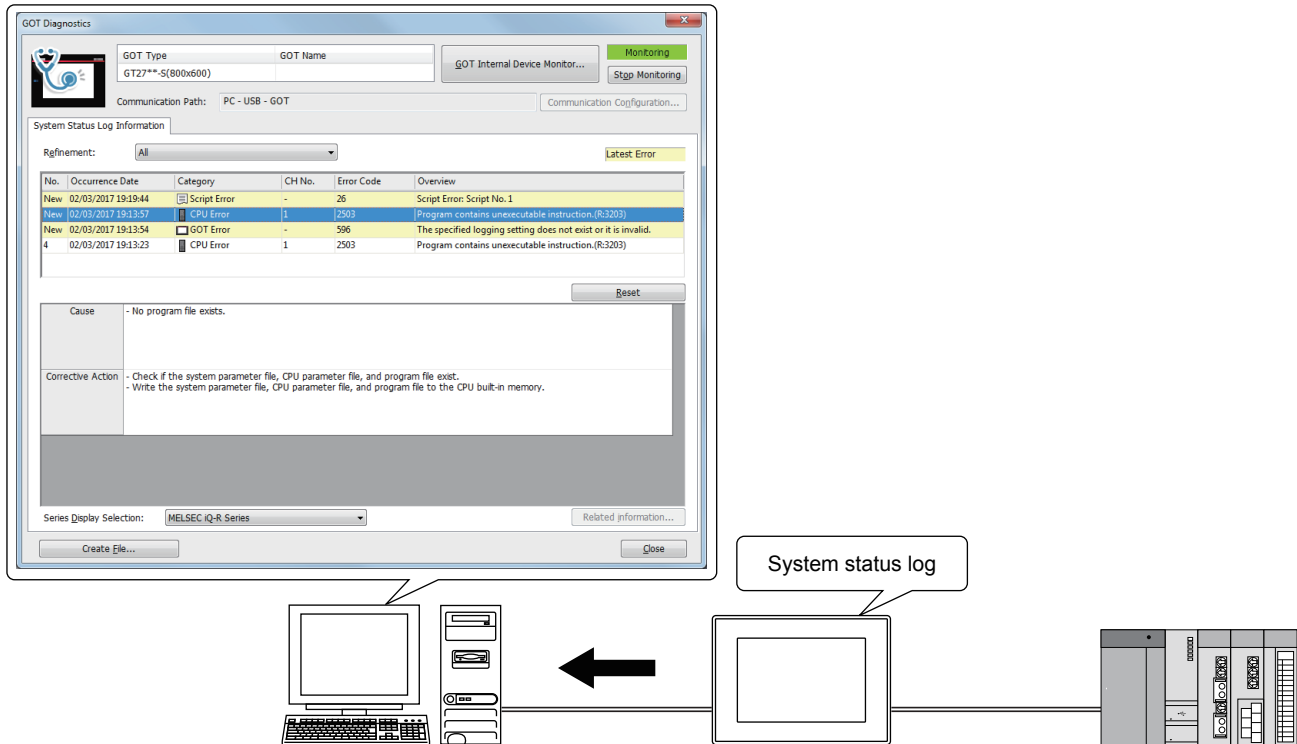 GOT Diagnostics
GOT Type GOT Name
GT27**-S(800x600)
GOT Internal Device Monitor...
Monitoring
Stop Monitoring
Communication Path: PC - USB - GOT
Communication Configuration...
System Status Log Information
Refinement: All
Latest Error
No. Occurrence Date Category CH No. Error Code Overview
New 02/03/2017 19:19:44 Script Error - 26 Script Error: Script No. 1
New 02/03/2017 19:13:57 CPU Error 1 2503 Program contains unexecutable instruction.(R:3203)
New 02/03/2017 19:13:54 GOT Error - 596 The specified logging setting does not exist or it is invalid.
4 02/03/2017 19:13:23 CPU Error 1 2503 Program contains unexecutable instruction.(R:3203)
Reset
Cause - No program file exists.
Corrective Action - Check if the system parameter file, CPU parameter file, and program file exist.
- Write the system parameter file, CPU parameter file, and program file to the CPU built-in memory.
Series Display Selection: MELSEC iQ-R Series
Related information...
Create File...
Close
System status log